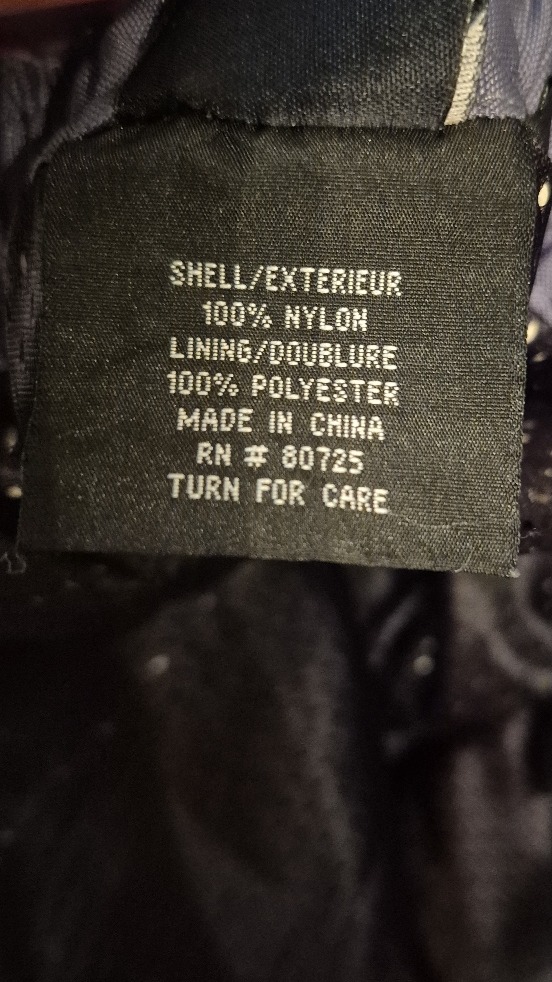 SHELL/EXTERIEUR
100% NYLON
LINING/DOUBLURE
100% POLYESTER
MADE IN CHINA
RN # 80725
TURN FOR CARE